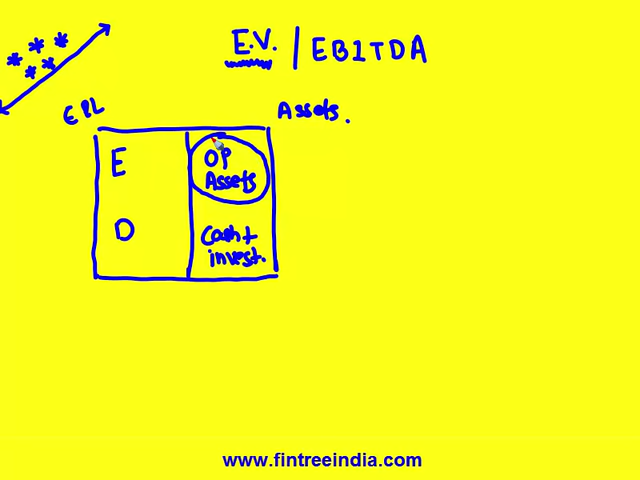 E.V. / EBITDA
E&L Assets.
E OP
Assets
D Cash +
invest.
www.fintreeindia.com